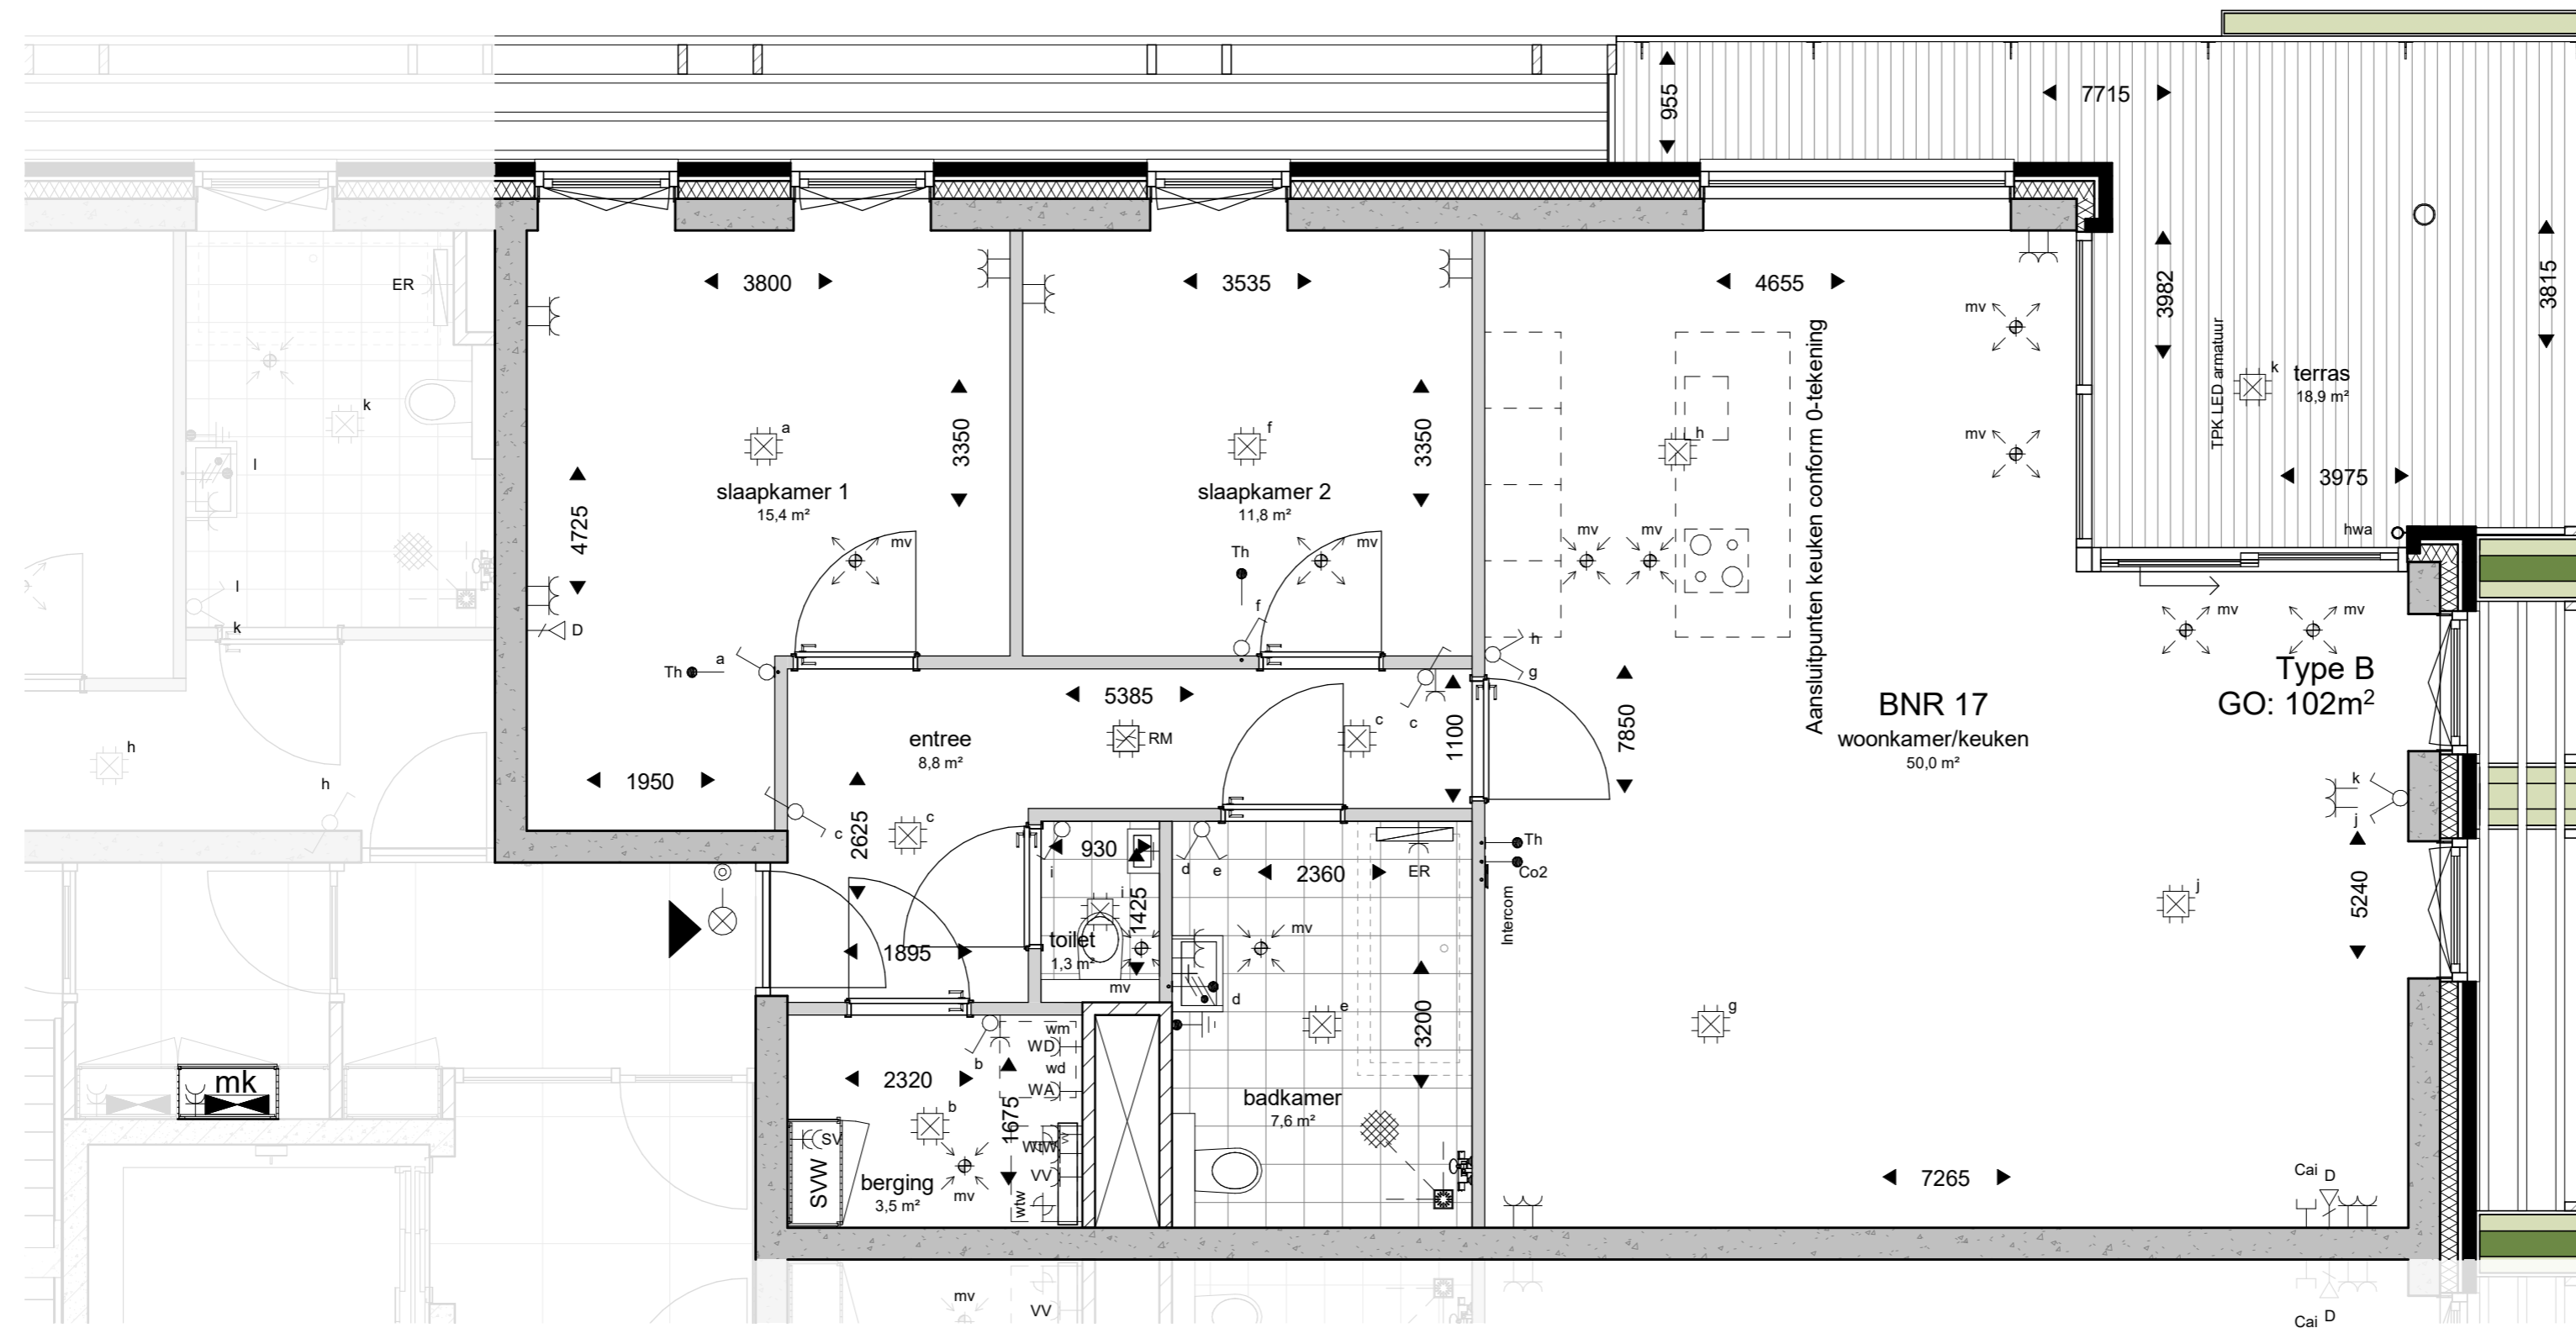 955
7715
3800
3535
4655
3982
3815
ER
mv
TPK LED armatuur
k
terras
18,9 m²
k
a
f
h
mv
3350
3350
Aansluitpunten keuken conform 0-tekening
l
slaapkamer 1
15,4 m²
slaapkamer 2
11,8 m²
3975
4725
mv
mv
mv
mv
hwa
Th
l
f
mv
mv
k
D
h
Th
a
g
Type B
GO: 102m²
5385
c
c
1100
7850
BNR 17
woonkamer/keuken
50,0 m²
entree
8,8 m²
RM
h
h
1950
k
j
c
2625
c
930
Th
i
d
e
2360
ER
Co2
5240
i
1425
j
Intercom
mv
toilet
1,3 m²
1895
mv
d
e
3200
g
wm
WD
b
wd
mk
2320
WA
badkamer
7,6 m²
b
1675
SV
WtW
W
SVW
berging
3,5 m²
VV
mv
wtw
7265
Cai
D
mv
VV
Cai
D